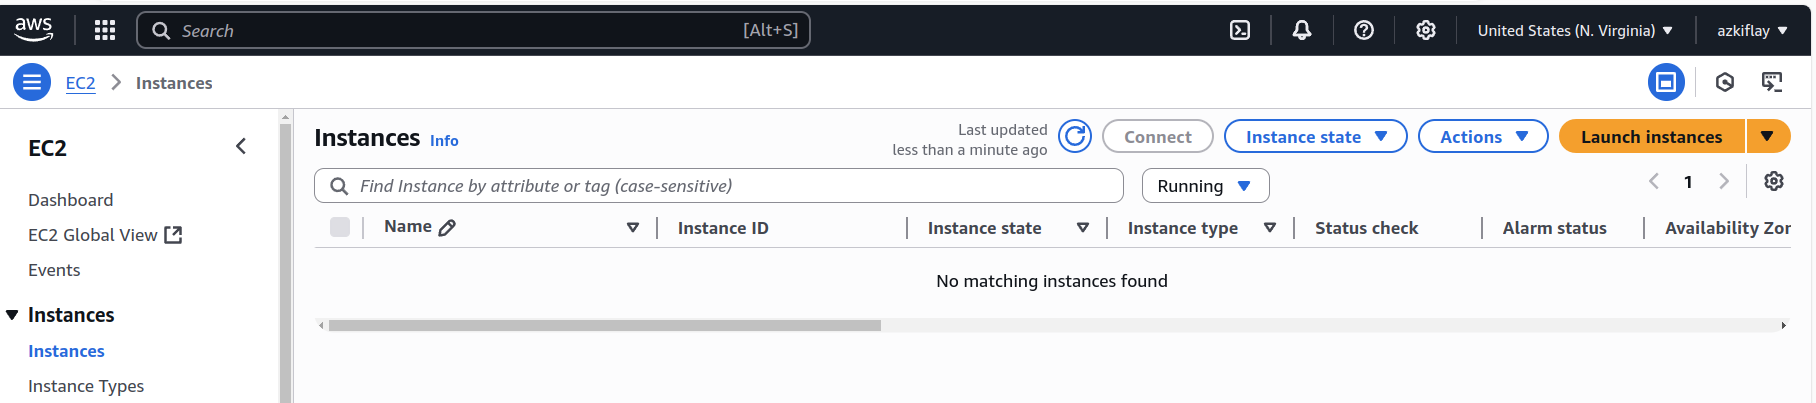 aws
Search [Alt+S]
United States (N. Virginia)
azkiflay
EC2
Instances
EC2
Dashboard
EC2 Global View
Events
Instances
Instances
Instance Types
Instances Info
Last updated
less than a minute ago
Connect
Instance state
Actions
Launch instances
Find Instance by attribute or tag (case-sensitive)
Running
1
Name Instance ID Instance state Instance type Status check Alarm status Availability Zon
No matching instances found